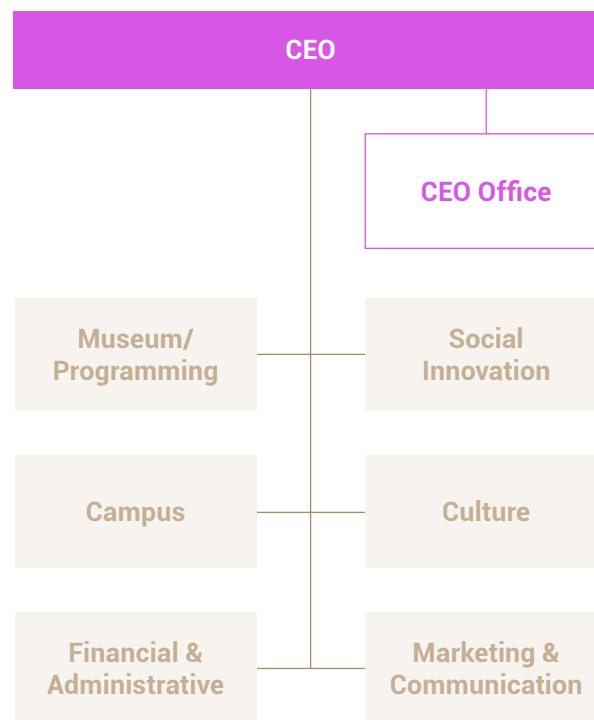 CEO
CEO Office
Museum/
Programming
Social
Innovation
Campus
Culture
Financial &
Administrative
Marketing &
Communication